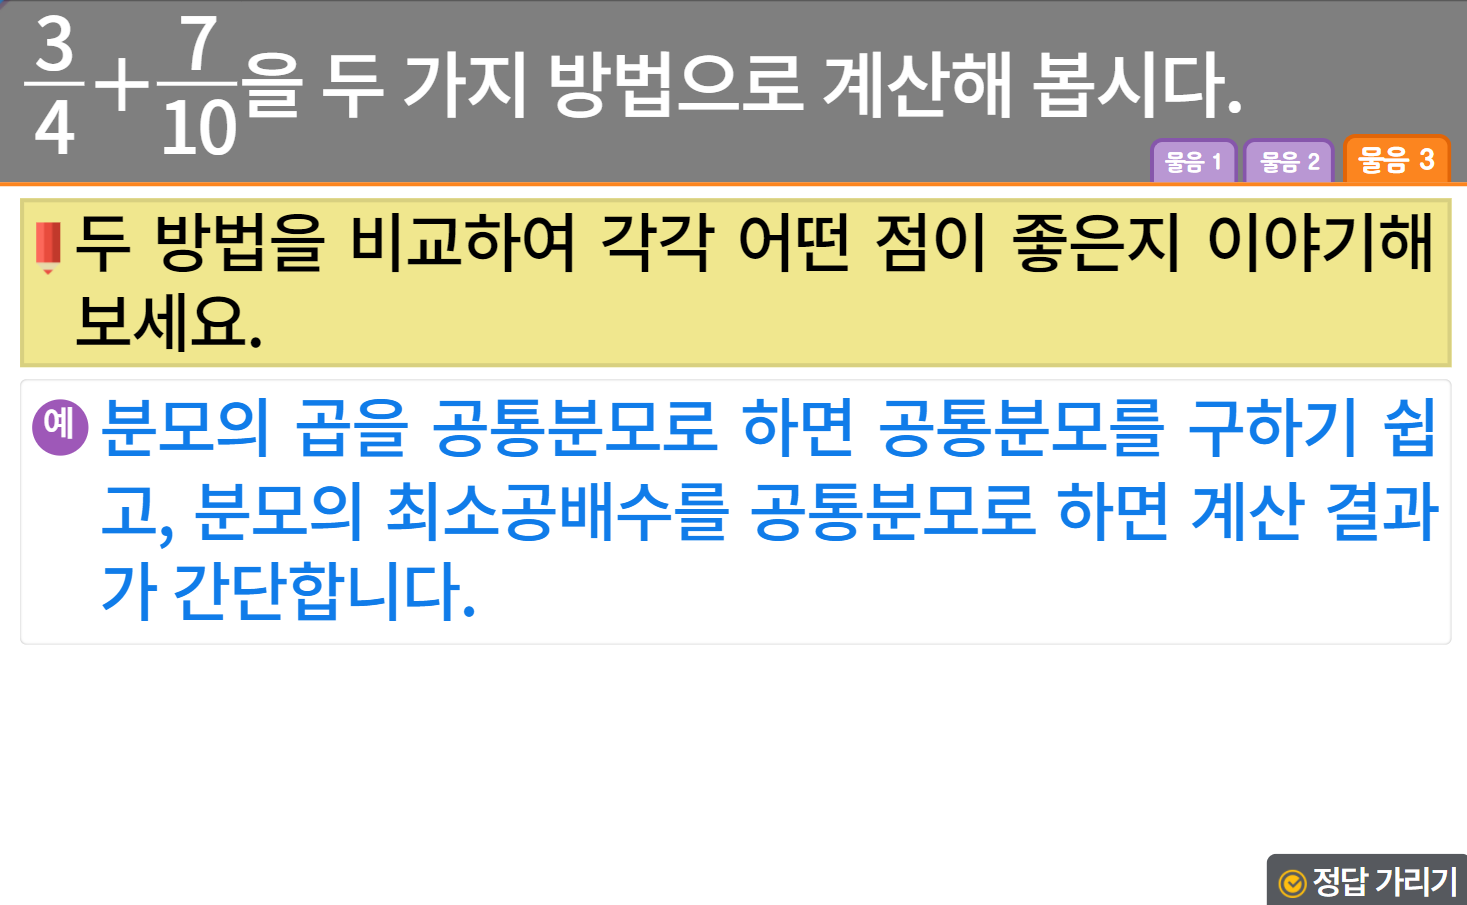 3/4+7/10을 두 가지 방법으로 계산해 봅시다.
물음 1 물음 2 물음 3
두 방법을 비교하여 각각 어떤 점이 좋은지 이야기해
보세요.
예 분모의 곱을 공통분모로 하면 공통분모를 구하기 쉽
고, 분모의 최소공배수를 공통분모로 하면 계산 결과
가 간단합니다.
정답 가리기